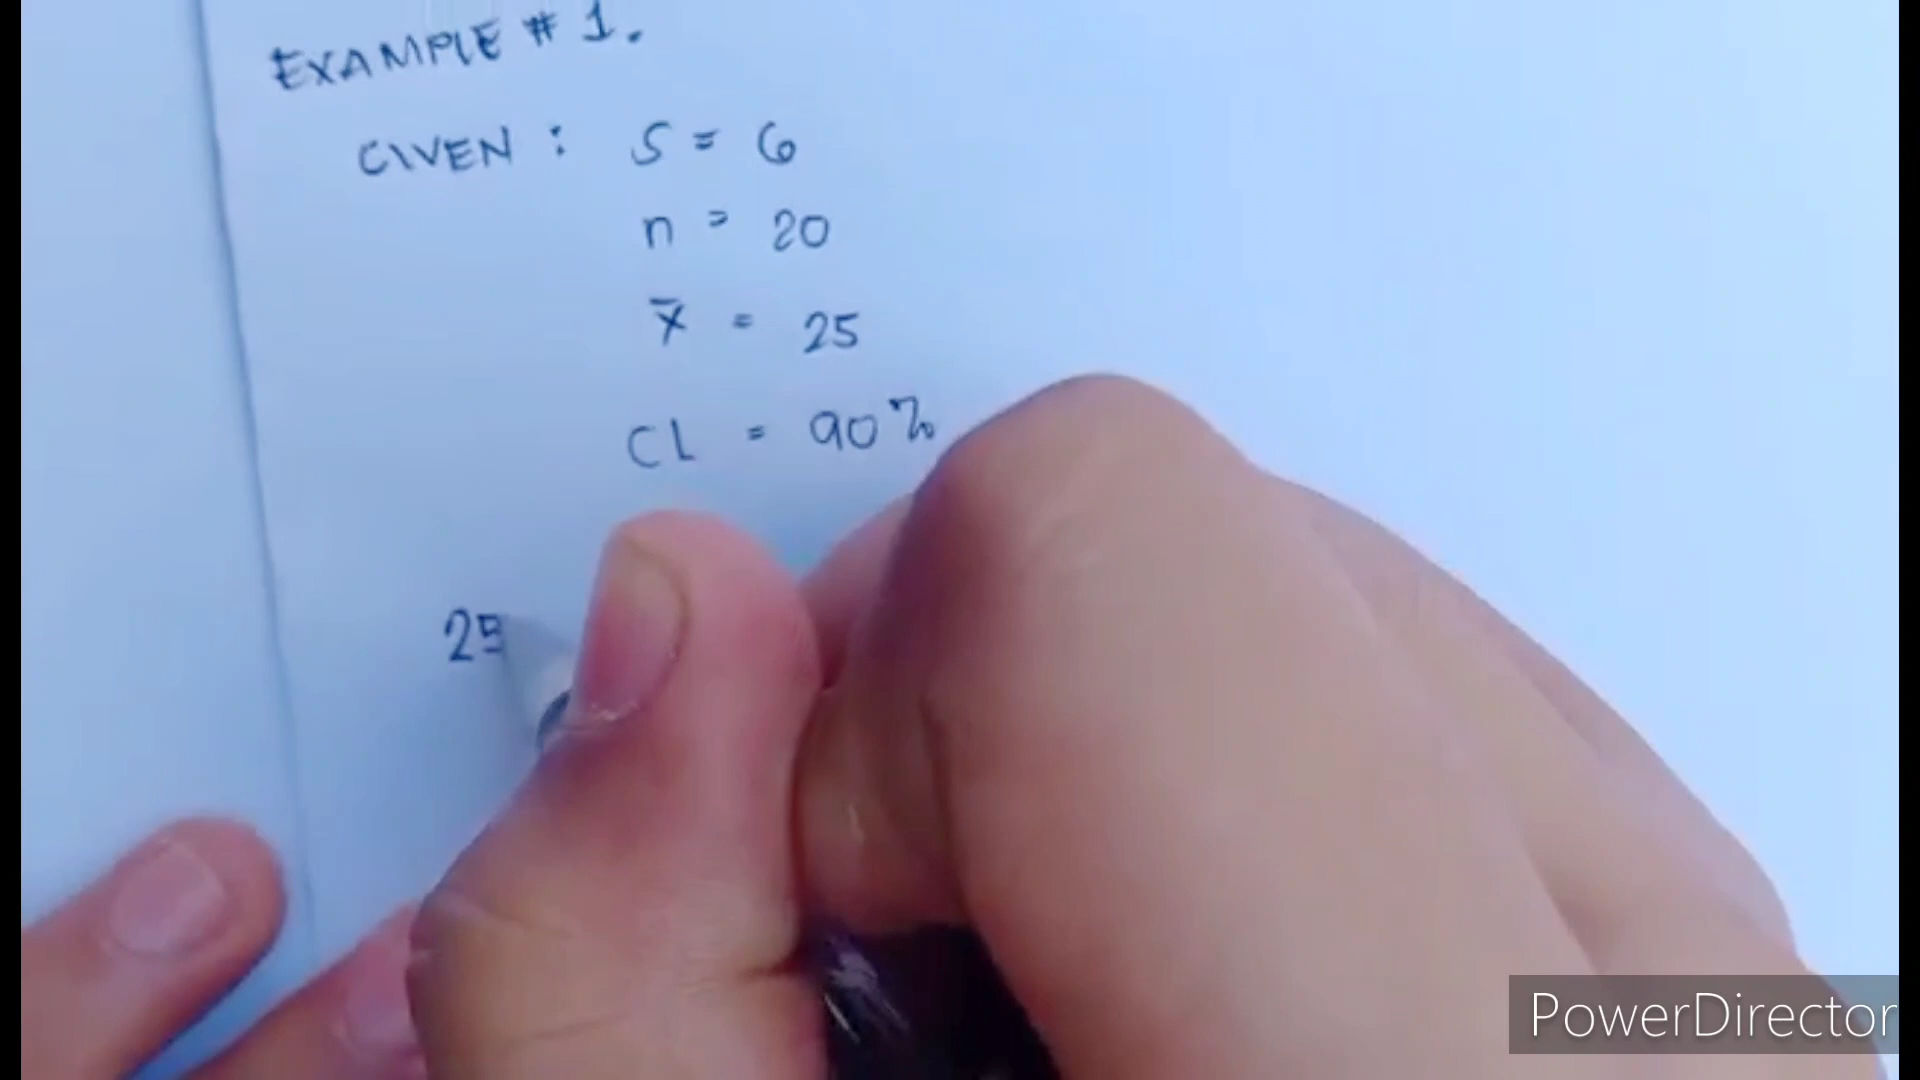 EXAMPLE # 1.
GIVEN : S = 6
n = 20
x̄ = 25
CL = 90%
25
PowerDirector